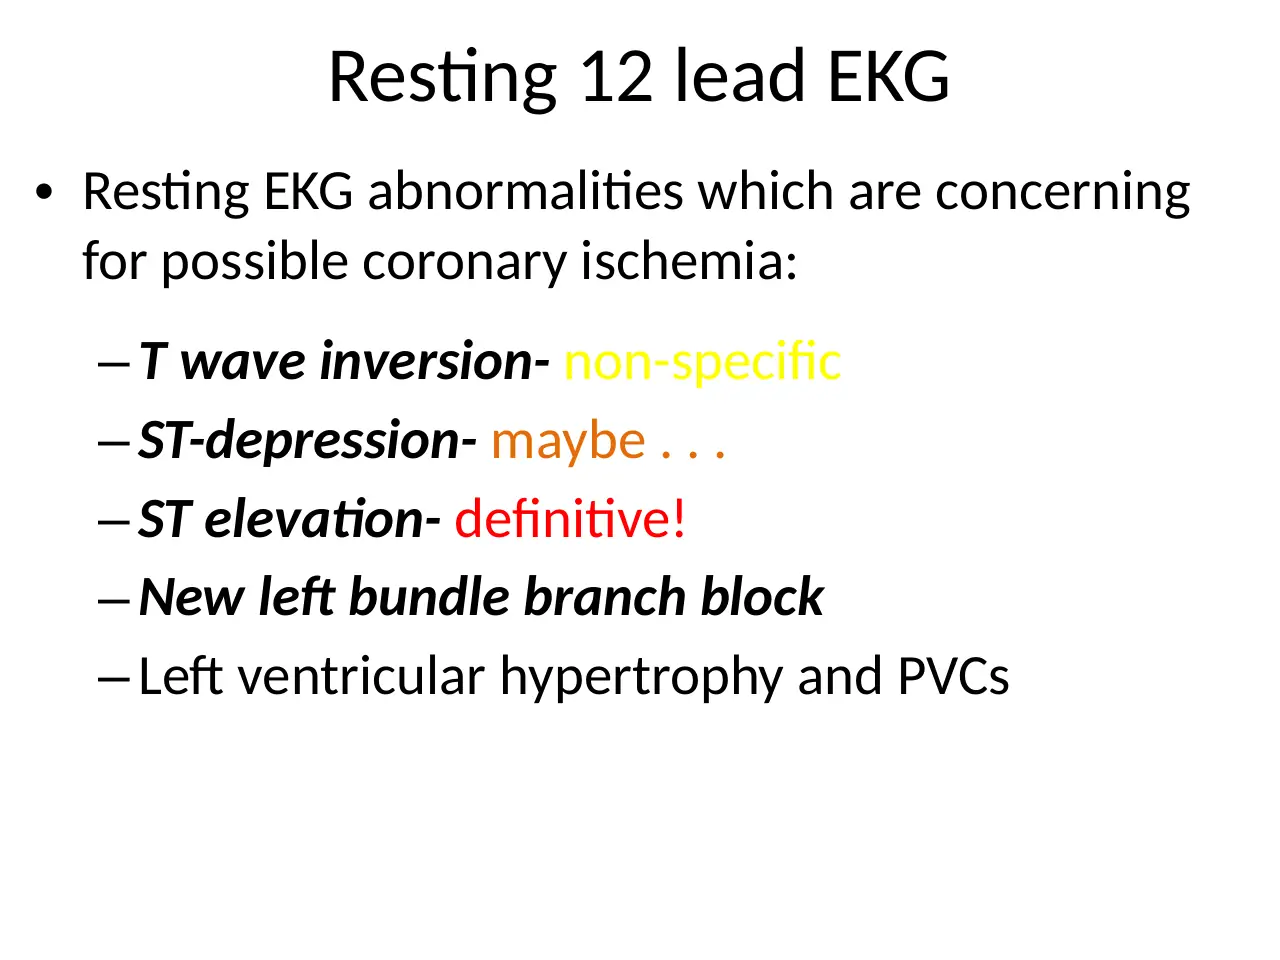 Resting 12 lead EKG
• Resting EKG abnormalities which are concerning
for possible coronary ischemia:
– T wave inversion- non-specific
– ST-depression- maybe . . .
– ST elevation- definitive!
– New left bundle branch block
– Left ventricular hypertrophy and PVCs